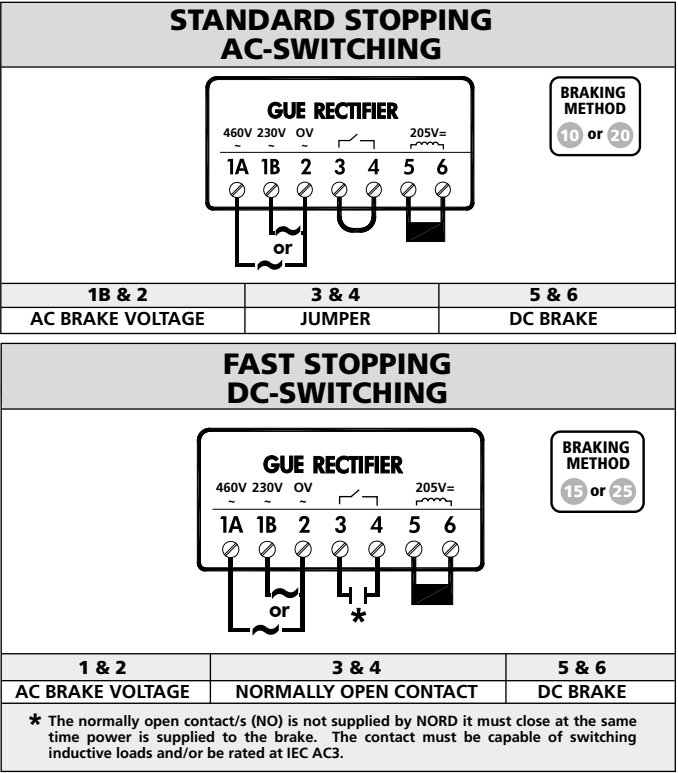 STANDARD STOPPING
AC-SWITCHING
GUE RECTIFIER
460V 230V OV 205V=
~ ~ ~
1A 1B 2 3 4 5 6
~
or
~
BRAKING
METHOD
10 or 20
1B & 2 3 & 4 5 & 6
AC BRAKE VOLTAGE JUMPER DC BRAKE
FAST STOPPING
DC-SWITCHING
GUE RECTIFIER
460V 230V OV 205V=
~ ~ ~
1A 1B 2 3 4 5 6
~
or
~
*
BRAKING
METHOD
15 or 25
1 & 2 3 & 4 5 & 6
AC BRAKE VOLTAGE NORMALLY OPEN CONTACT DC BRAKE
* The normally open contact/s (NO) is not supplied by NORD it must close at the same
time power is supplied to the brake. The contact must be capable of switching
inductive loads and/or be rated at IEC AC3.